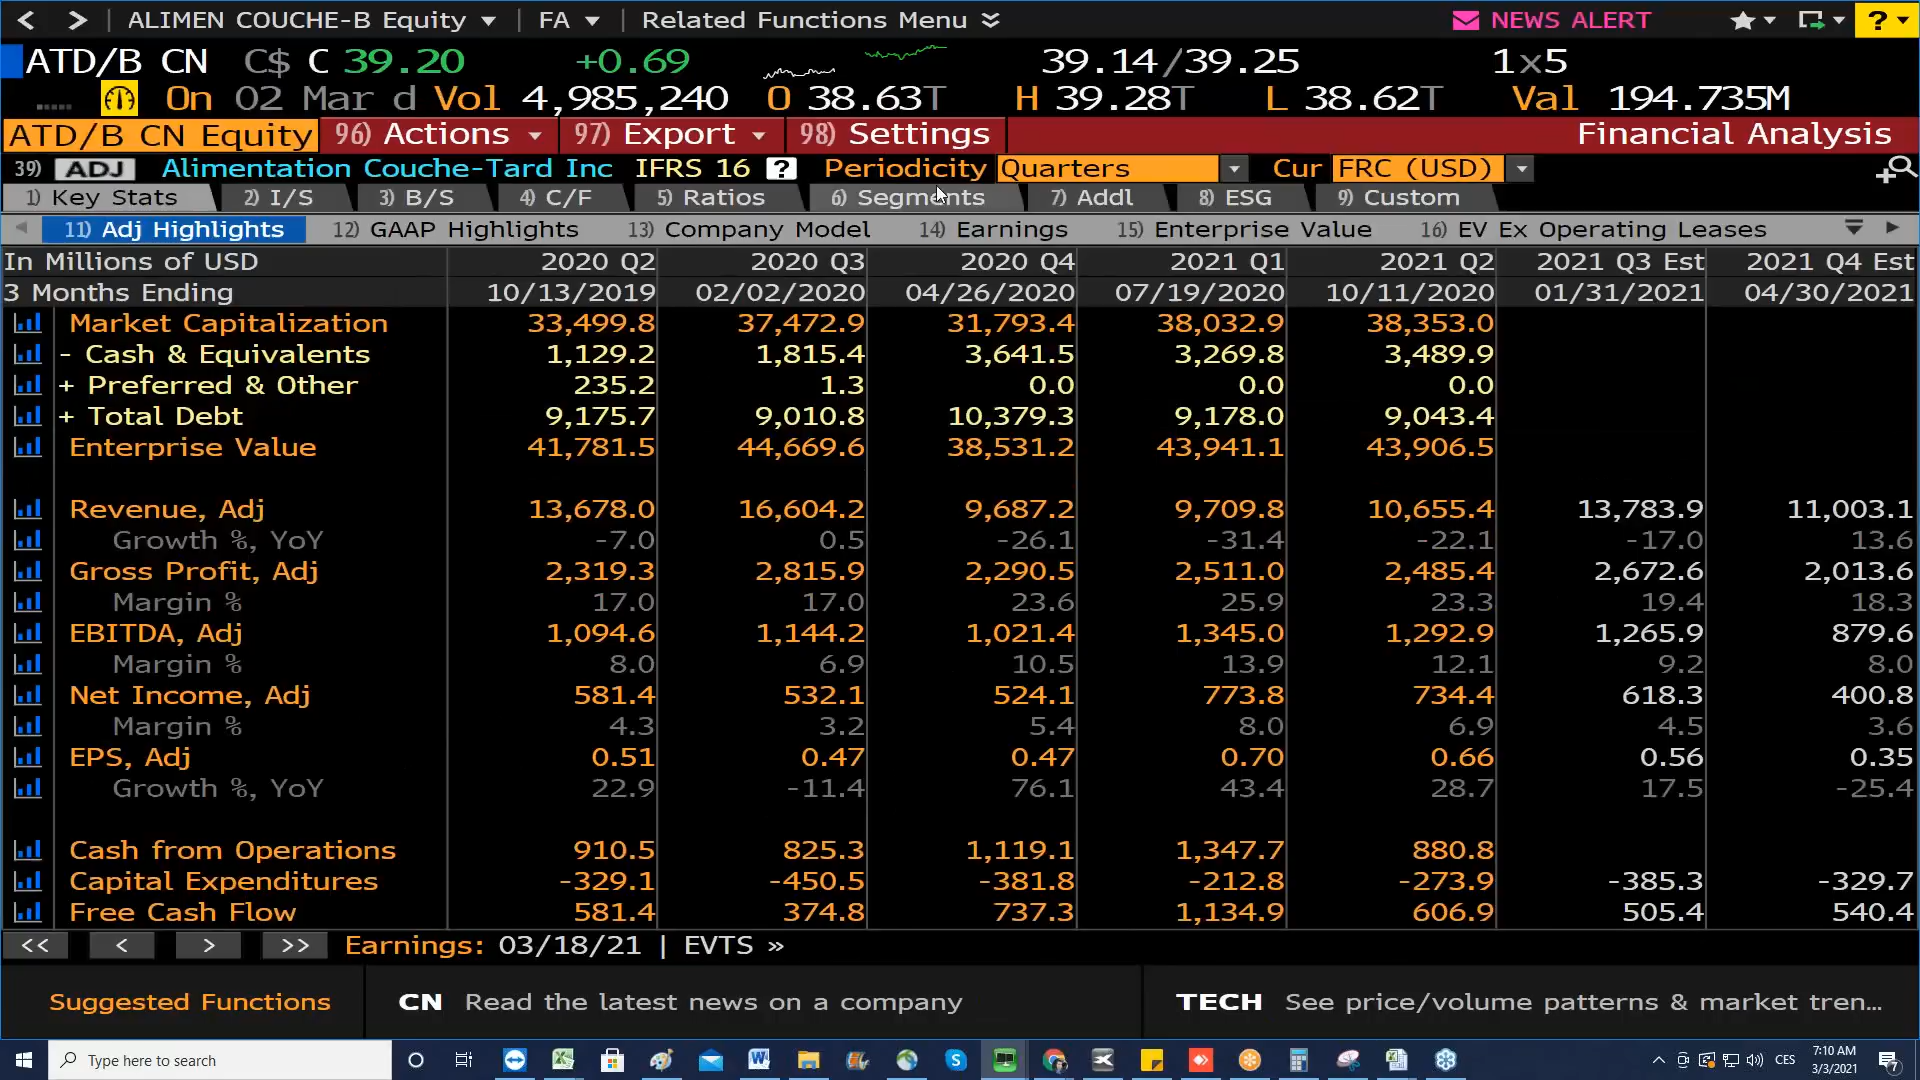 ALIMEN COUCHE-B Equity FA Related Functions Menu NEWS ALERT ?
ATD/B CN C$ C 39.20 +0.69 39.14/39.25 1x5
On 02 Mar d Vol 4,985,240 O 38.63T H 39.28T L 38.62T Val 194.735M
ATD/B CN Equity 96) Actions 97) Export 98) Settings Financial Analysis
39) ADJ Alimentation Couche-Tard Inc IFRS 16 ? Periodicity Quarters Cur FRC (USD)
1) Key Stats 2) I/S 3) B/S 4) C/F 5) Ratios 6) Segments 7) Addl 8) ESG 9) Custom
11) Adj Highlights 12) GAAP Highlights 13) Company Model 14) Earnings 15) Enterprise Value 16) EV Ex Operating Leases
In Millions of USD 2020 Q2 2020 Q3 2020 Q4 2021 Q1 2021 Q2 2021 Q3 Est 2021 Q4 Est
3 Months Ending 10/13/2019 02/02/2020 04/26/2020 07/19/2020 10/11/2020 01/31/2021 04/30/2021
Market Capitalization 33,499.8 37,472.9 31,793.4 38,032.9 38,353.0
- Cash & Equivalents 1,129.2 1,815.4 3,641.5 3,269.8 3,489.9
+ Preferred & Other 235.2 1.3 0.0 0.0 0.0
+ Total Debt 9,175.7 9,010.8 10,379.3 9,178.0 9,043.4
Enterprise Value 41,781.5 44,669.6 38,531.2 43,941.1 43,906.5
Revenue, Adj 13,678.0 16,604.2 9,687.2 9,709.8 10,655.4 13,783.9 11,003.1
Growth %, YoY -7.0 0.5 -26.1 -31.4 -22.1 -17.0 13.6
Gross Profit, Adj 2,319.3 2,815.9 2,290.5 2,511.0 2,485.4 2,672.6 2,013.6
Margin % 17.0 17.0 23.6 25.9 23.3 19.4 18.3
EBITDA, Adj 1,094.6 1,144.2 1,021.4 1,345.0 1,292.9 1,265.9 879.6
Margin % 8.0 6.9 10.5 13.9 12.1 9.2 8.0
Net Income, Adj 581.4 532.1 524.1 773.8 734.4 618.3 400.8
Margin % 4.3 3.2 5.4 8.0 6.9 4.5 3.6
EPS, Adj 0.51 0.47 0.47 0.70 0.66 0.56 0.35
Growth %, YoY 22.9 -11.4 76.1 43.4 28.7 17.5 -25.4
Cash from Operations 910.5 825.3 1,119.1 1,347.7 880.8
Capital Expenditures -329.1 -450.5 -381.8 -212.8 -273.9 -385.3 -329.7
Free Cash Flow 581.4 374.8 737.3 1,134.9 606.9 505.4 540.4
<< < > >> Earnings: 03/18/21 | EVTS »
Suggested Functions CN Read the latest news on a company TECH See price/volume patterns & market tren...
Type here to search CES 7:10 AM
3/3/2021 7